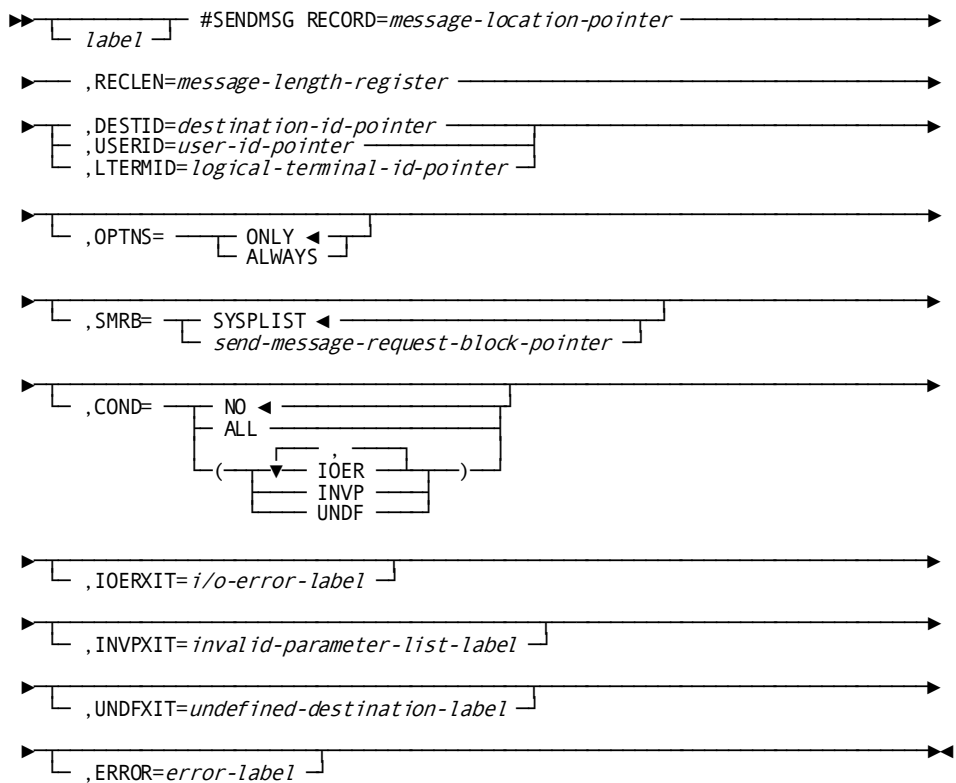 #SENDMSG RECORD=message-location-pointer
label
,RECLEN=message-length-register
,DESTID=destination-id-pointer
,USERID=user-id-pointer
,LTERMID=logical-terminal-id-pointer
,OPTNS= ONLY
ALWAYS
,SMRB= SYSPLIST
send-message-request-block-pointer
,COND= NO
ALL
,
( IOER )
INVP
UNDF
,IOERXIT=i/o-error-label
,INVPXIT=invalid-parameter-list-label
,UNDFXIT=undefined-destination-label
,ERROR=error-label